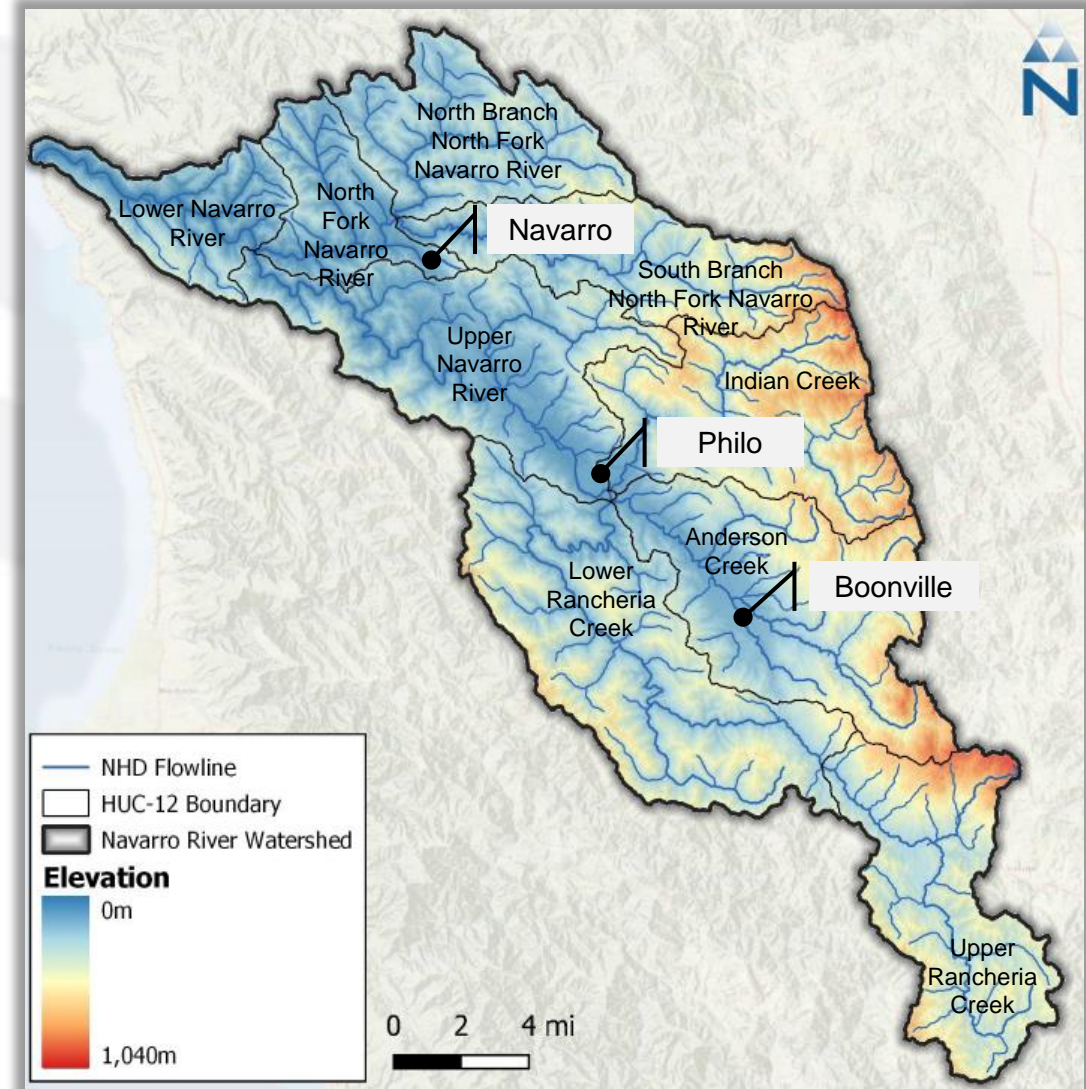 N
North Branch
North Fork
Navarro River
North
Fork
Navarro
River
Lower Navarro
River
Navarro
South Branch
North Fork Navarro
River
Upper
Navarro
River
Indian Creek
Philo
Anderson
Creek
Lower
Rancheria
Creek
Boonville
Upper
Rancheria
Creek
NHD Flowline
HUC-12 Boundary
Navarro River Watershed
Elevation
0m
1,040m
0 2 4 mi